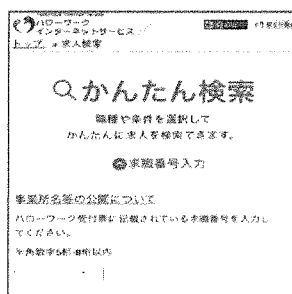 ハローワーク
インターネットサービス
トップ > 求人検索
かんたん検索
職種や条件を選択して
かんたんに求人を検索できます。
求職番号入力
事業所名等の公開について
ハローワーク受付票に記載されている求職番号を入力し
てください。
半角数字5桁-8桁以内